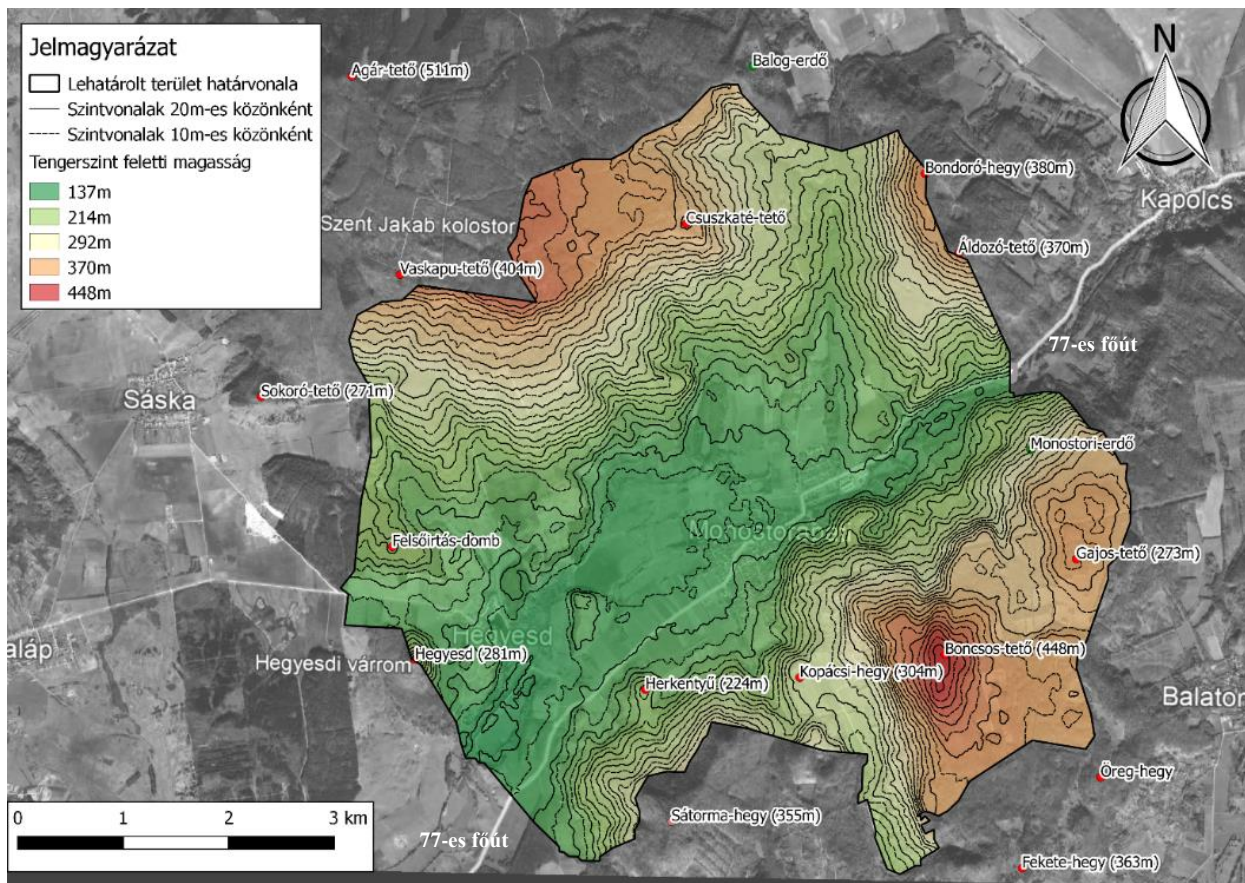 Jelmagyarázat
Lehatárolt terület határvonala
Szintvonalak 20m-es közönként
Szintvonalak 10m-es közönként
Tengerszint feletti magasság
137m
214m
292m
370m
448m
Agár-tető (511m)
Balog-erdő
N
Bondoró-hegy (380m)
Kapolcs
Szent Jakab kolostor
Csuszkaté-tető
Vaskapu-tető (404m)
Áldozó-tető (370m)
77-es főút
Sokoró-tető (271m)
Sáska
Monostori-erdő
Monostorapáti
Felsőirtás-domb
Gajos-tető (273m)
Hegyesd
aláp
Hegyesdi várrom
Hegyesd (281m)
Boncsos-tető (448m)
Kopácsi-hegy (304m)
Herkentyű (224m)
Balaton
Öreg-hegy
0 1 2 3 km
Sátorma-hegy (355m)
77-es főút
Fekete-hegy (363m)